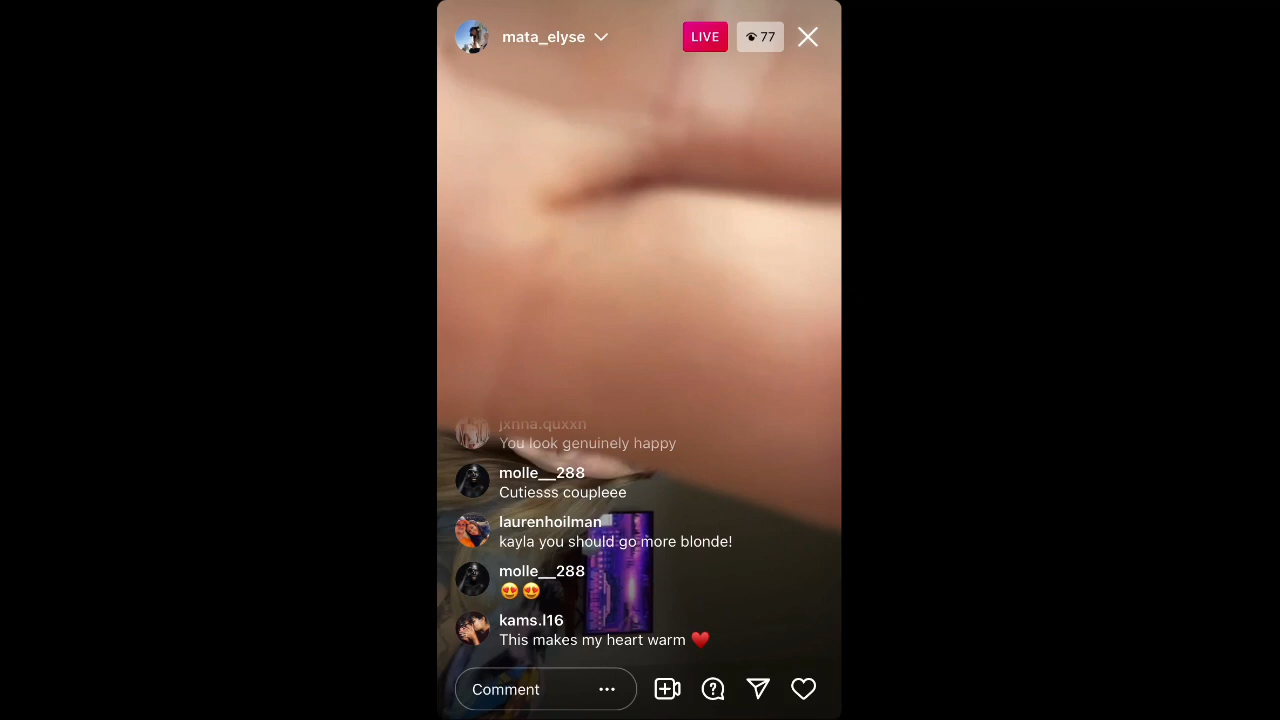 mata_elyse
LIVE
77
jxnna.quxxn
You look genuinely happy
molle__288
Cutiesss coupleee
laurenhoilman
kayla you should go more blonde!
molle__288
😍😍
kams.l16
This makes my heart warm ❤️
Comment